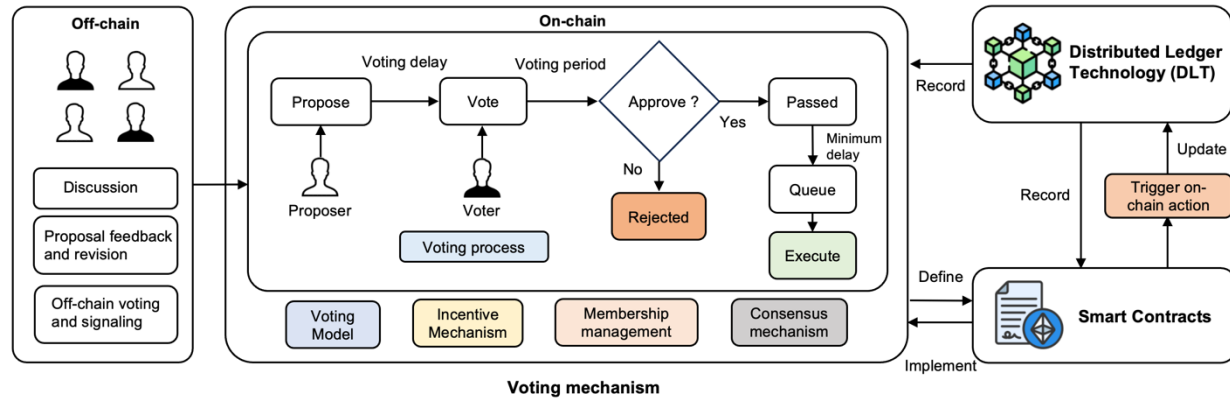 Off-chain
Discussion
Proposal feedback
and revision
Off-chain voting
and signaling
On-chain
Voting delay
Voting period
Propose
Vote
Approve ?
Yes
No
Passed
Minimum
delay
Queue
Execute
Rejected
Proposer
Voter
Voting process
Voting
Model
Incentive
Mechanism
Membership
management
Consensus
mechanism
Voting mechanism
Record
Distributed Ledger
Technology (DLT)
Record
Update
Trigger on-
chain action
Define
Implement
Smart Contracts